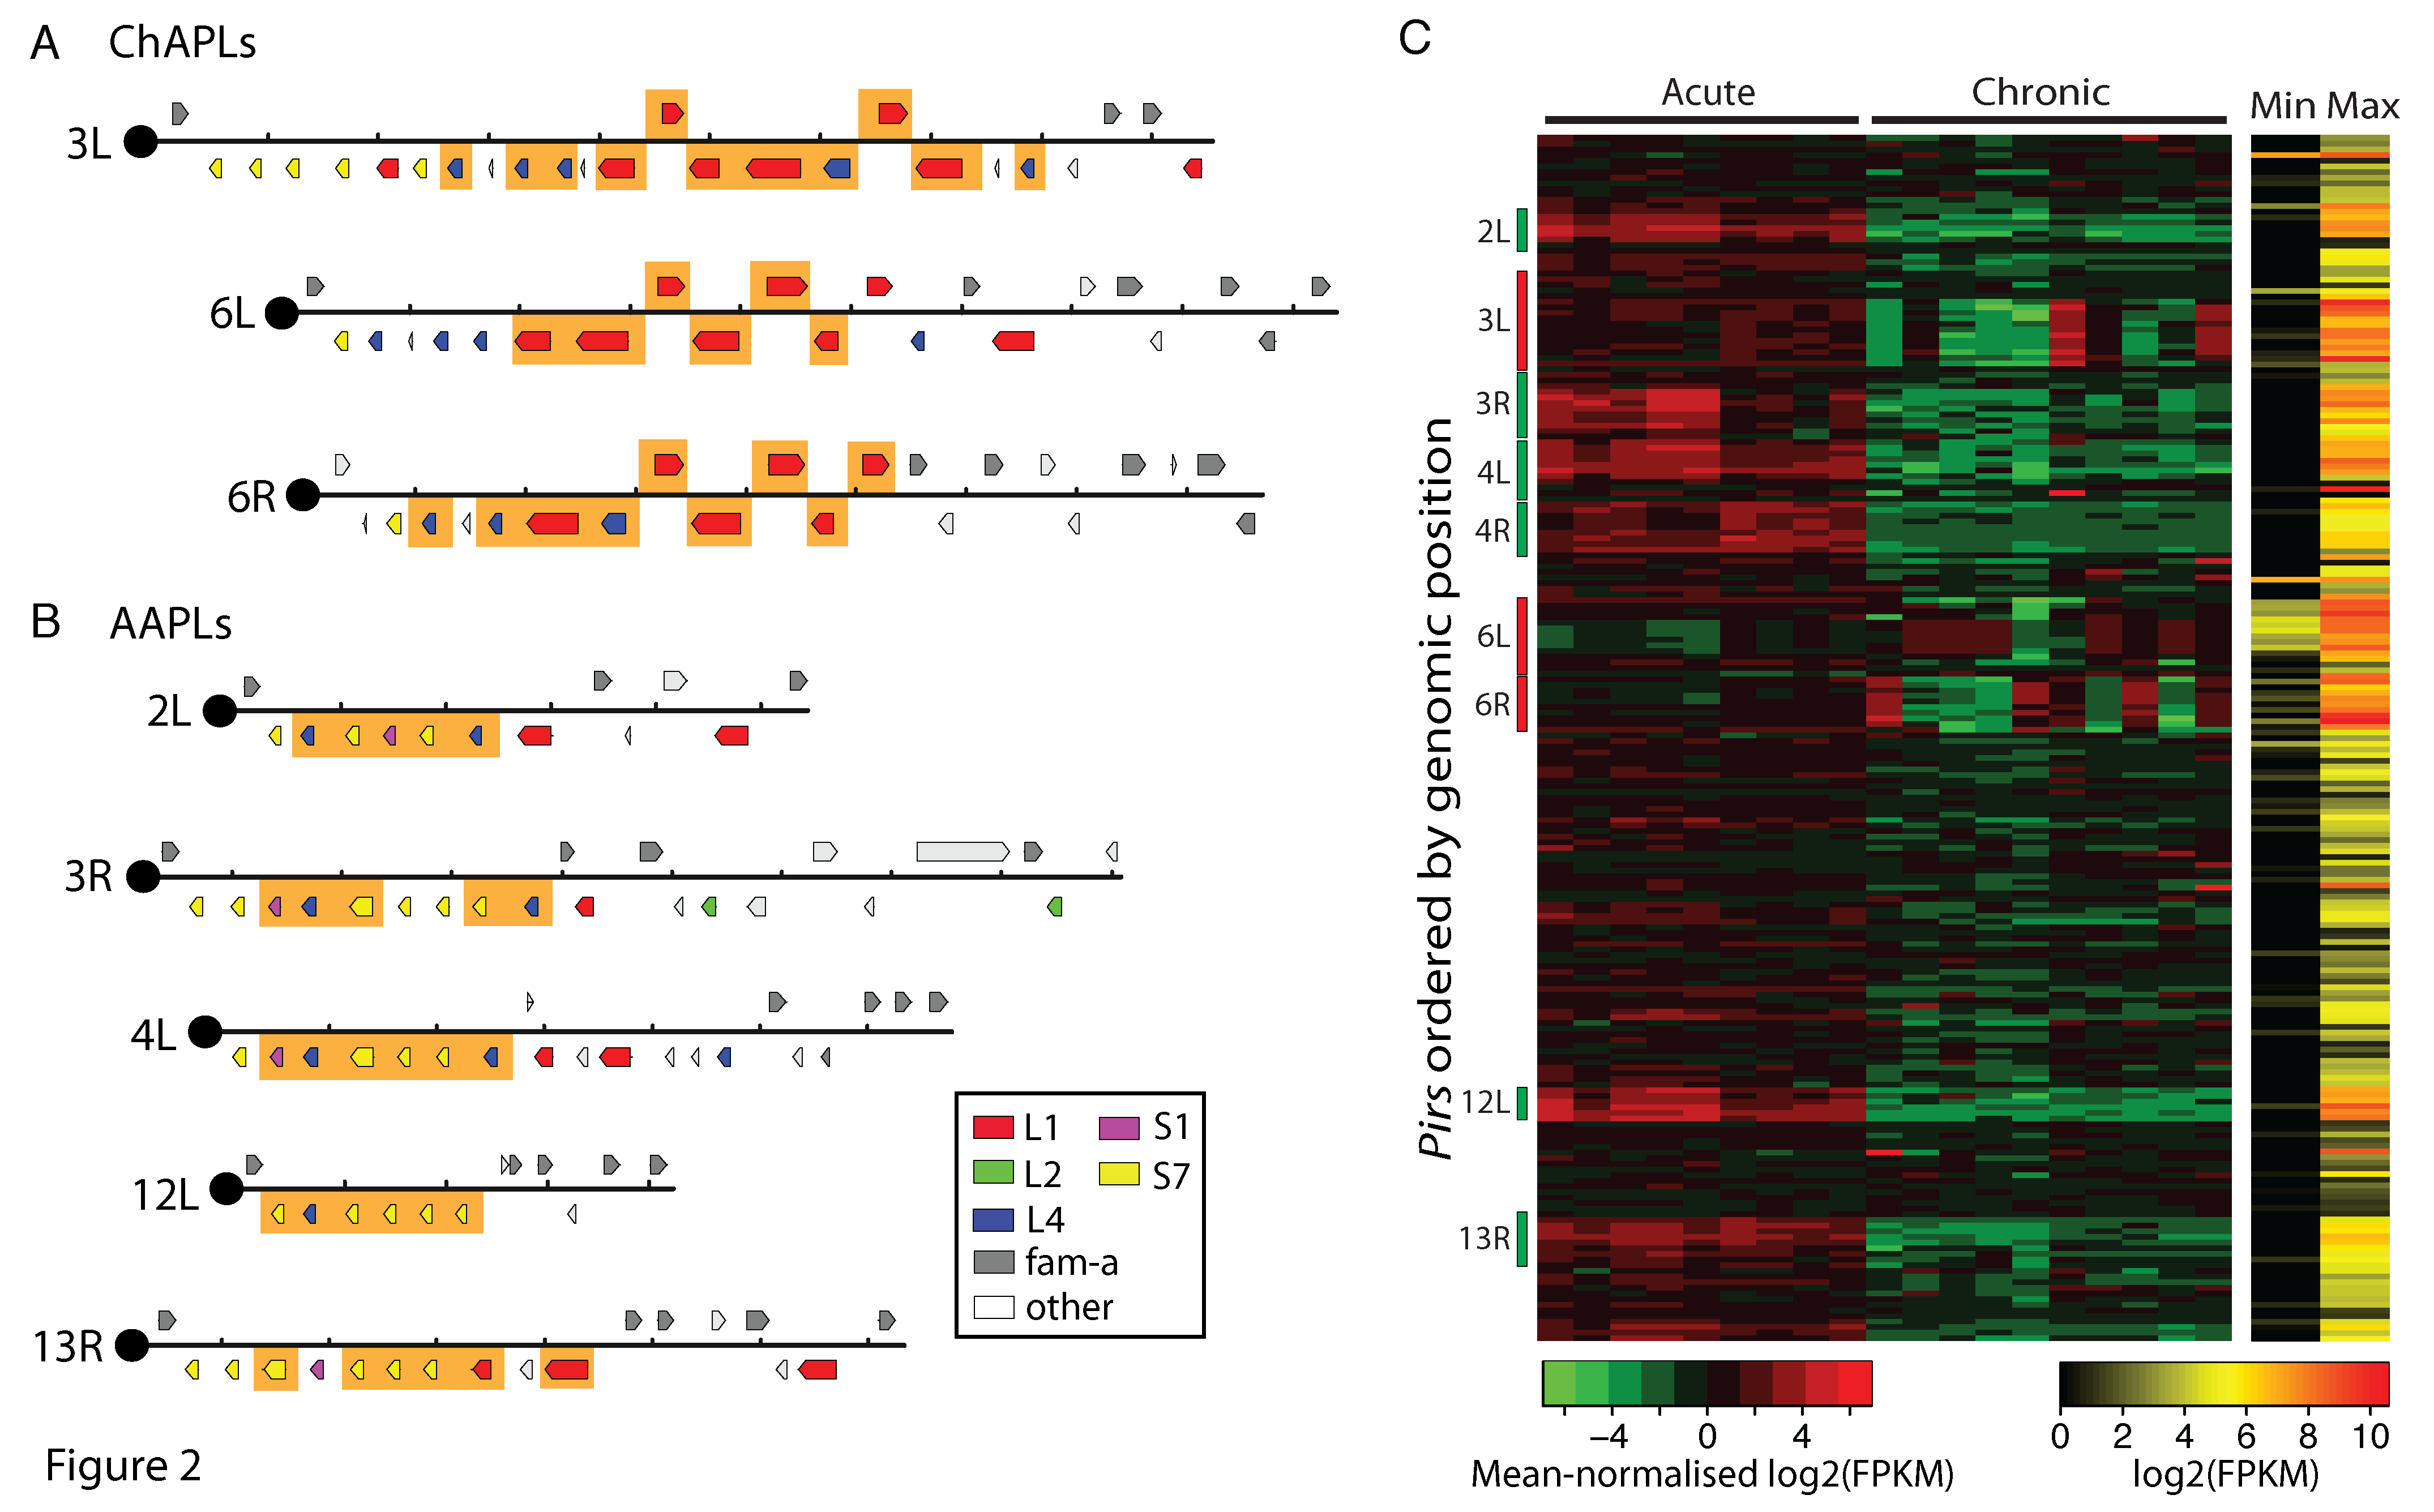 A ChAPLs
3L
6L
6R
B AAPLs
2L
3R
4L
12L
13R
L1 S1
L2 S7
L4
fam-a
other
Figure 2
C
Acute Chronic Min Max
Pirs ordered by genomic position
2L
3L
3R
4L
4R
6L
6R
12L
13R
−4 0 4
Mean-normalised log2(FPKM)
0 2 4 6 8 10
log2(FPKM)